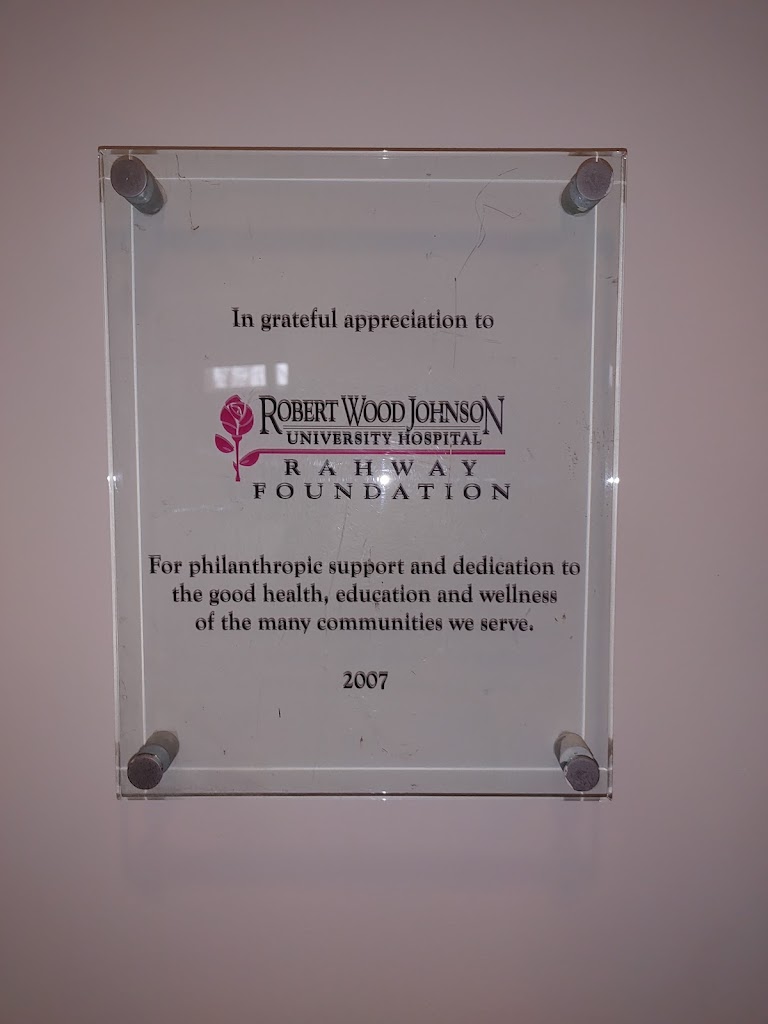 In grateful appreciation to
ROBERT WOOD JOHNSON
UNIVERSITY HOSPITAL
RAHWAY
FOUNDATION
For philanthropic support and dedication to
the good health, education and wellness
of the many communities we serve.
2007